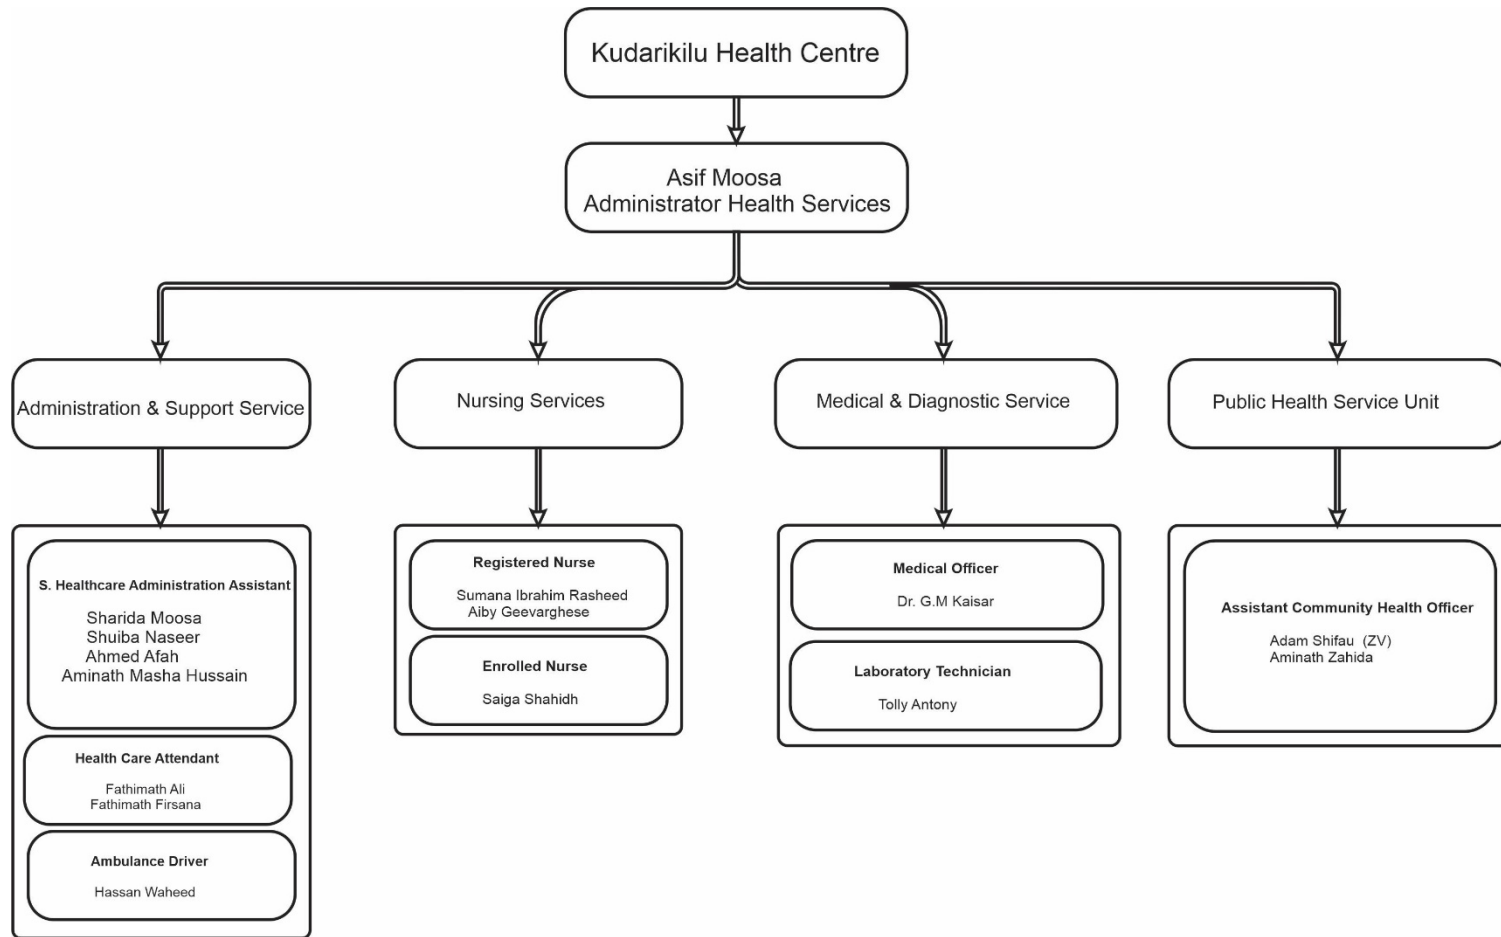 Kudarikilu Health Centre
Asif Moosa
Administrator Health Services
Administration & Support Service
Nursing Services
Medical & Diagnostic Service
Public Health Service Unit
S. Healthcare Administration Assistant
Sharida Moosa
Shuiba Naseer
Ahmed Afah
Aminath Masha Hussain
Health Care Attendant
Fathimath Ali
Fathimath Firsana
Ambulance Driver
Hassan Waheed
Registered Nurse
Sumana Ibrahim Rasheed
Aiby Geevarghese
Enrolled Nurse
Saiga Shahidh
Medical Officer
Dr. G.M Kaisar
Laboratory Technician
Tolly Antony
Assistant Community Health Officer
Adam Shifau (ZV)
Aminath Zahida